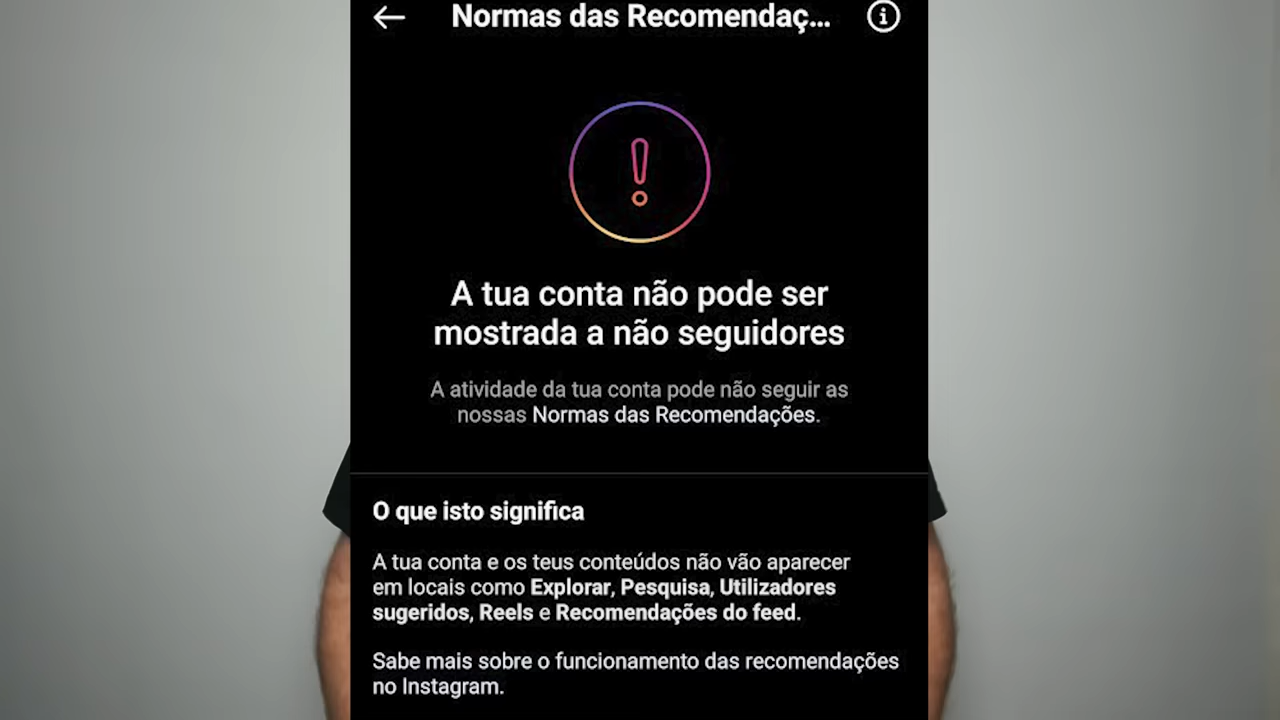 Normas das Recomendaç...
A tua conta não pode ser
mostrada a não seguidores
A atividade da tua conta pode não seguir as
nossas Normas das Recomendações.
O que isto significa
A tua conta e os teus conteúdos não vão aparecer
em locais como Explorar, Pesquisa, Utilizadores
sugeridos, Reels e Recomendações do feed.
Sabe mais sobre o funcionamento das recomendações
no Instagram.